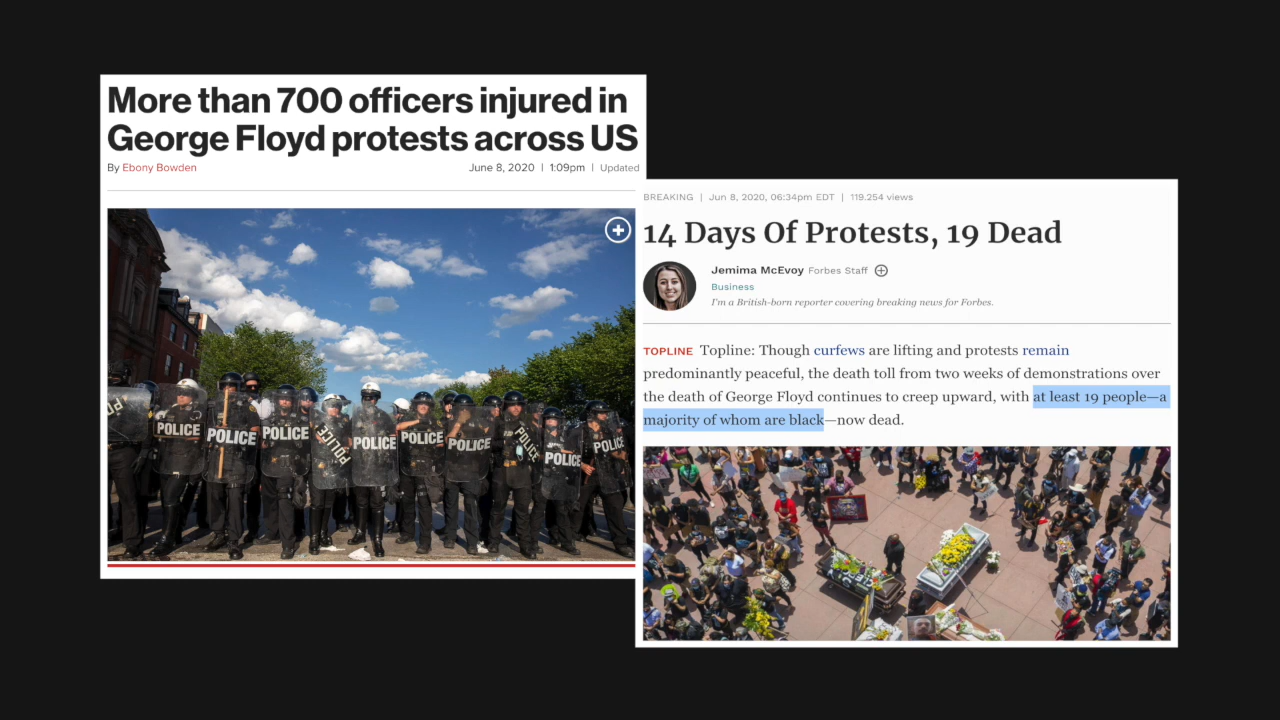 More than 700 officers injured in
George Floyd protests across US
By Ebony Bowden June 8, 2020 | 1:09pm | Updated
POLICE
POLICE
POLICE
POLICE
POLICE
POLICE
POLICE
POLICE
POLICE
POLICE
BREAKING | Jun 8, 2020, 06:34pm EDT | 119.254 views
14 Days Of Protests, 19 Dead
Jemima McEvoy Forbes Staff
Business
I'm a British-born reporter covering breaking news for Forbes.
TOPLINE Topline: Though curfews are lifting and protests remain
predominantly peaceful, the death toll from two weeks of demonstrations over
the death of George Floyd continues to creep upward, with at least 19 people—a
majority of whom are black—now dead.